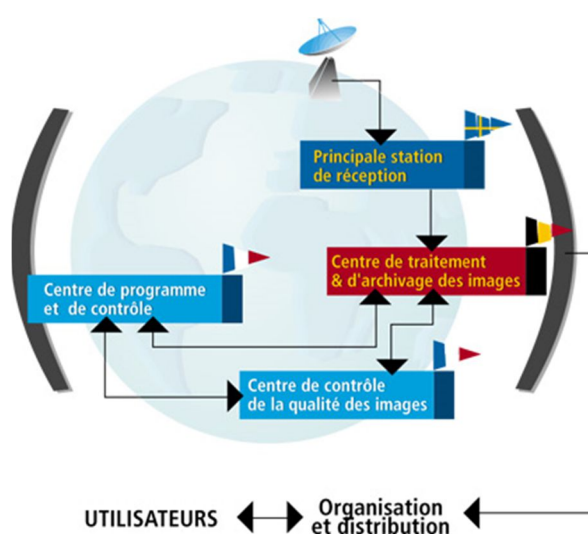 Principale station
de réception
Centre de traitement
& d'archivage des images
Centre de programme
et de contrôle
Centre de contrôle
de la qualité des images
UTILISATEURS
Organisation
et distribution